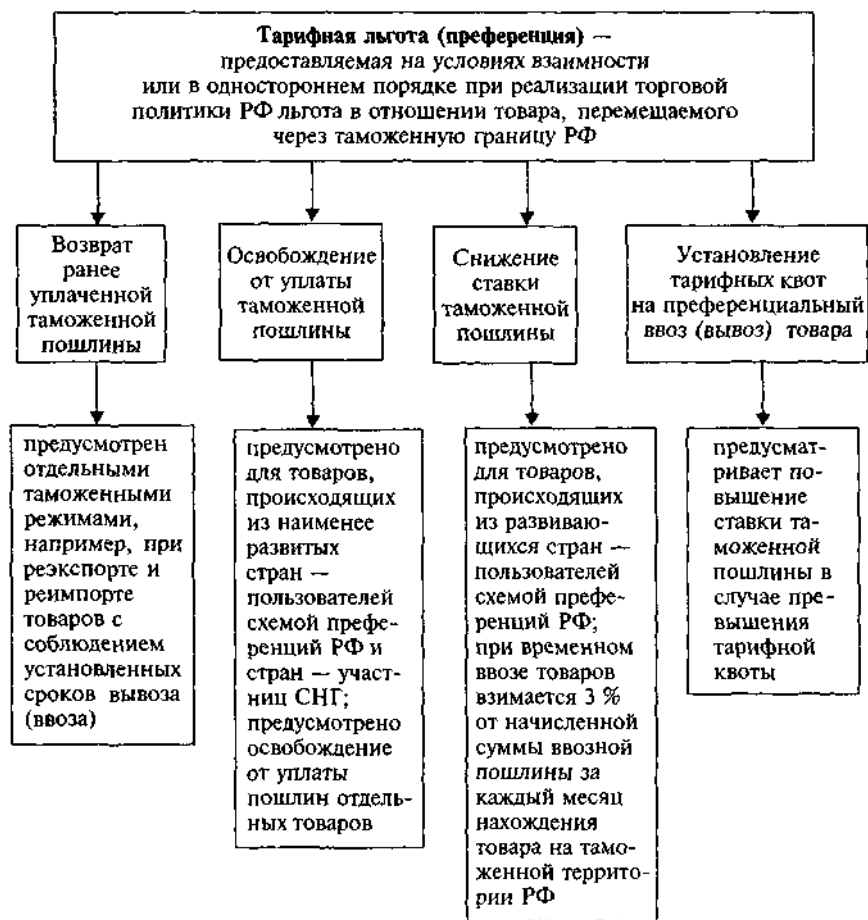 Тарифная льгота (преференция) —
предоставляемая на условиях взаимности
или в одностороннем порядке при реализации торговой
политики РФ льгота в отношении товара, перемещаемого
через таможенную границу РФ
Возврат
ранее
уплаченной
таможенной
пошлины
Освобождение
от уплаты
таможенной
пошлины
Снижение
ставки
таможенной
пошлины
Установление
тарифных квот
на преференциальный
ввоз (вывоз) товара
предусмотрен
отдельными
таможенными
режимами,
например, при
реэкспорте и
реимпорте
товаров с
соблюдением
установленных
сроков вывоза
(ввоза)
предусмотрено
для товаров,
происходящих
из наименее
развитых
стран —
пользователей
схемой префе-
ренций РФ и
стран — участ-
ниц СНГ;
предусмотрено
освобождение
от уплаты
пошлин отдель-
ных товаров
предусмотрено
для товаров,
происходящих
из развиваю-
щихся стран —
пользователей
схемой префе-
ренций РФ;
при временном
ввозе товаров
взимается 3 %
от начисленной
суммы ввозной
пошлины за
каждый месяц
нахождения
товара на тамо-
женной территo-
рии РФ
предусмат-
ривает по-
вышение
ставки та-
моженной
пошлины в
случае пре-
вышения
тарифной
квоты